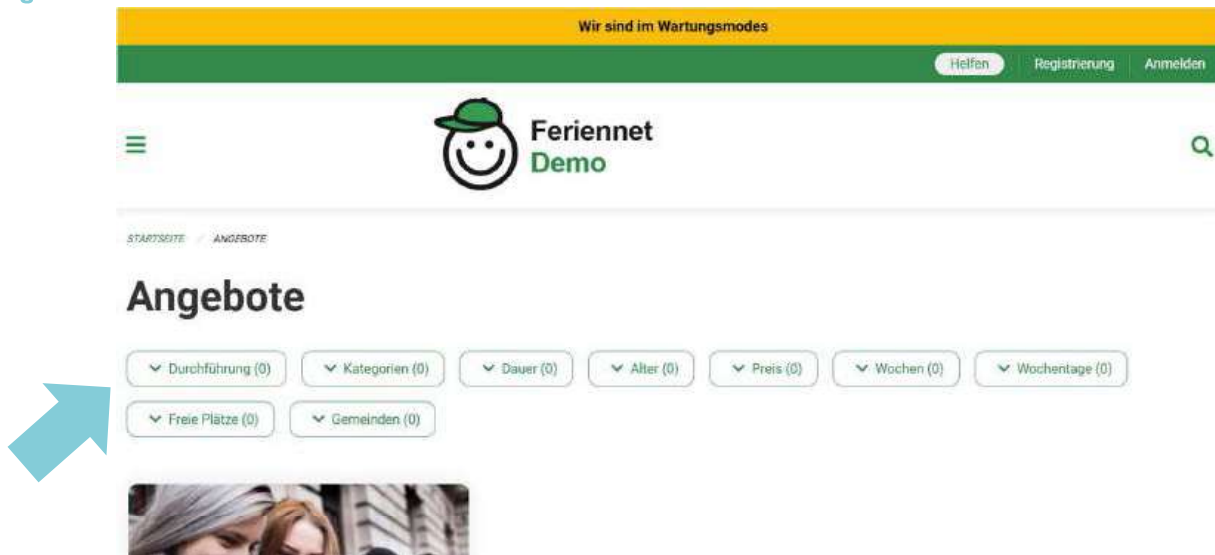 Wir sind im Wartungsmodes
Helfen Registrierung Anmelden
Feriennet
Demo
STARTSEITE / ANGEBOTE
Angebote
Durchführung (0) Kategorien (0) Dauer (0) Alter (0) Preis (0) Wochen (0) Wochentage (0)
Freie Plätze (0) Gemeinden (0)